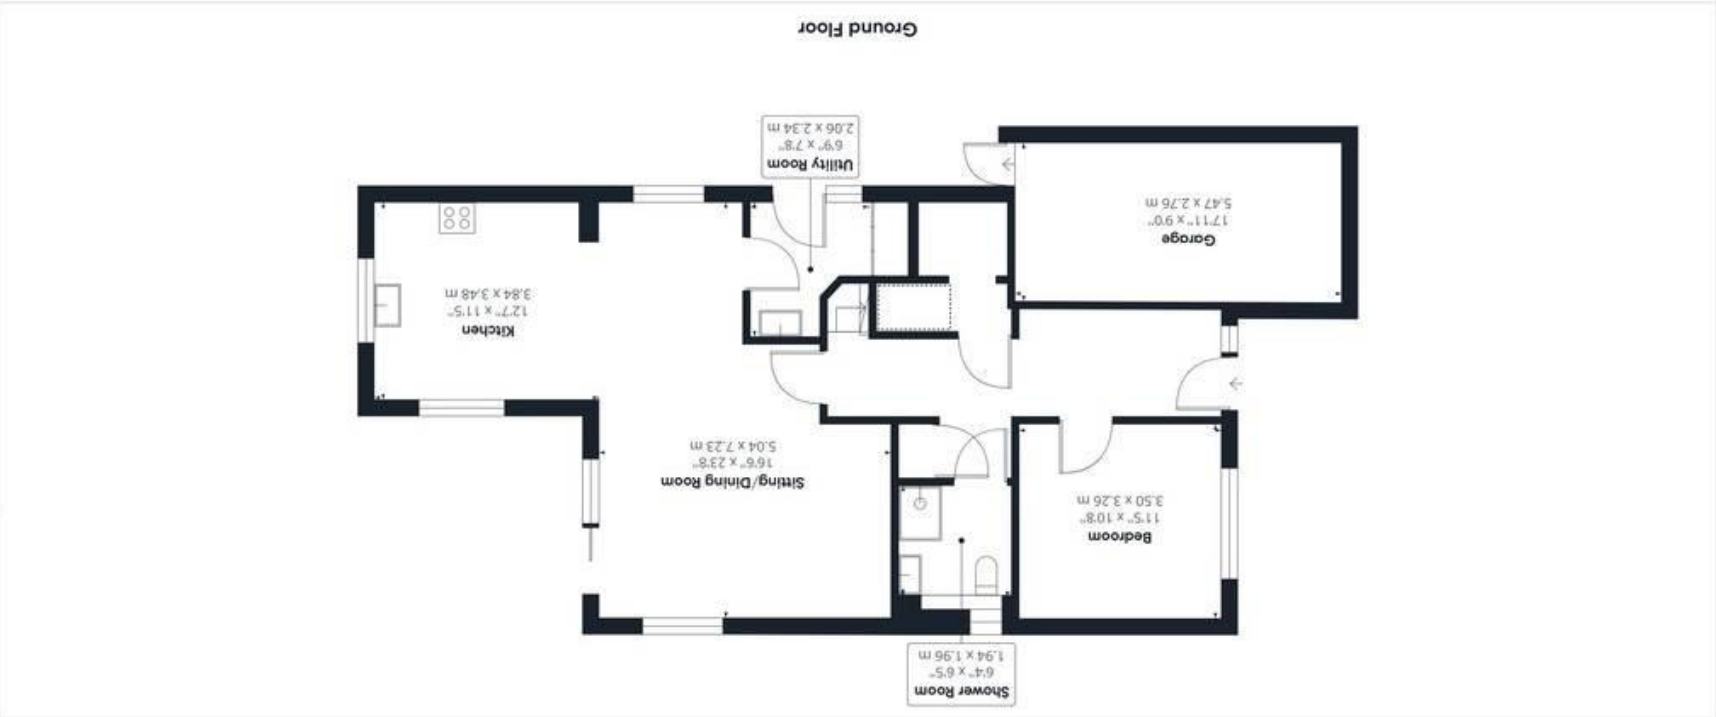 Shower Room
6'4" x 6'5"
1.94 x 1.96 m
Bedroom
11'5" x 10'8"
3.50 x 3.26 m
Sitting/Dining Room
16'6" x 23'8"
5.04 x 7.23 m
Kitchen
12'7" x 11'5"
3.84 x 3.48 m
Garage
17'11" x 9'0"
5.47 x 2.76 m
Utility Room
6'9" x 7'8"
2.06 x 2.34 m
Ground Floor